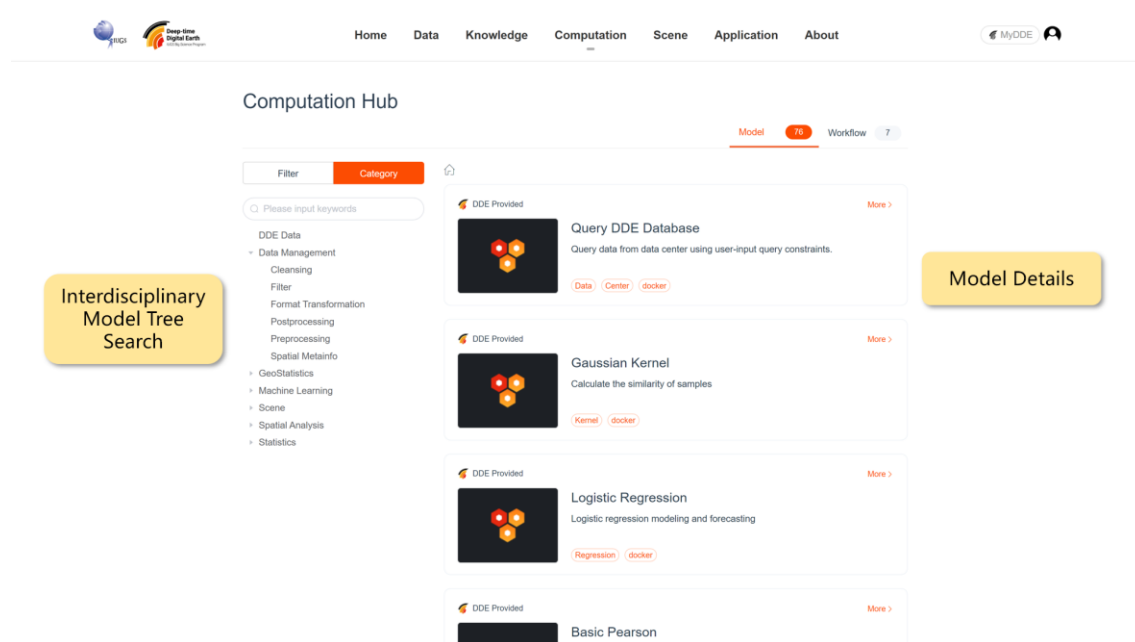 IUGS
Deep-time
Digital Earth
Home
Data
Knowledge
Computation
Scene
Application
About
MyDDE
Computation Hub
Model
76
Workflow
7
Filter
Category
Please input keywords
DDE Data
Data Management
Cleansing
Filter
Format Transformation
Postprocessing
Preprocessing
Spatial Metainfo
GeoStatistics
Machine Learning
Scene
Spatial Analysis
Statistics
Interdisciplinary
Model Tree
Search
DDE Provided
More >
Query DDE Database
Query data from data center using user-input query constraints.
Data
Center
docker
DDE Provided
More >
Gaussian Kernel
Calculate the similarity of samples
Kernel
docker
DDE Provided
More >
Logistic Regression
Logistic regression modeling and forecasting
Regression
docker
DDE Provided
More >
Basic Pearson
Model Details